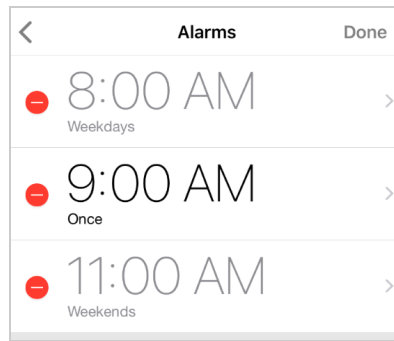 Alarms Done
8:00 AM
Weekdays
9:00 AM
Once
11:00 AM
Weekends